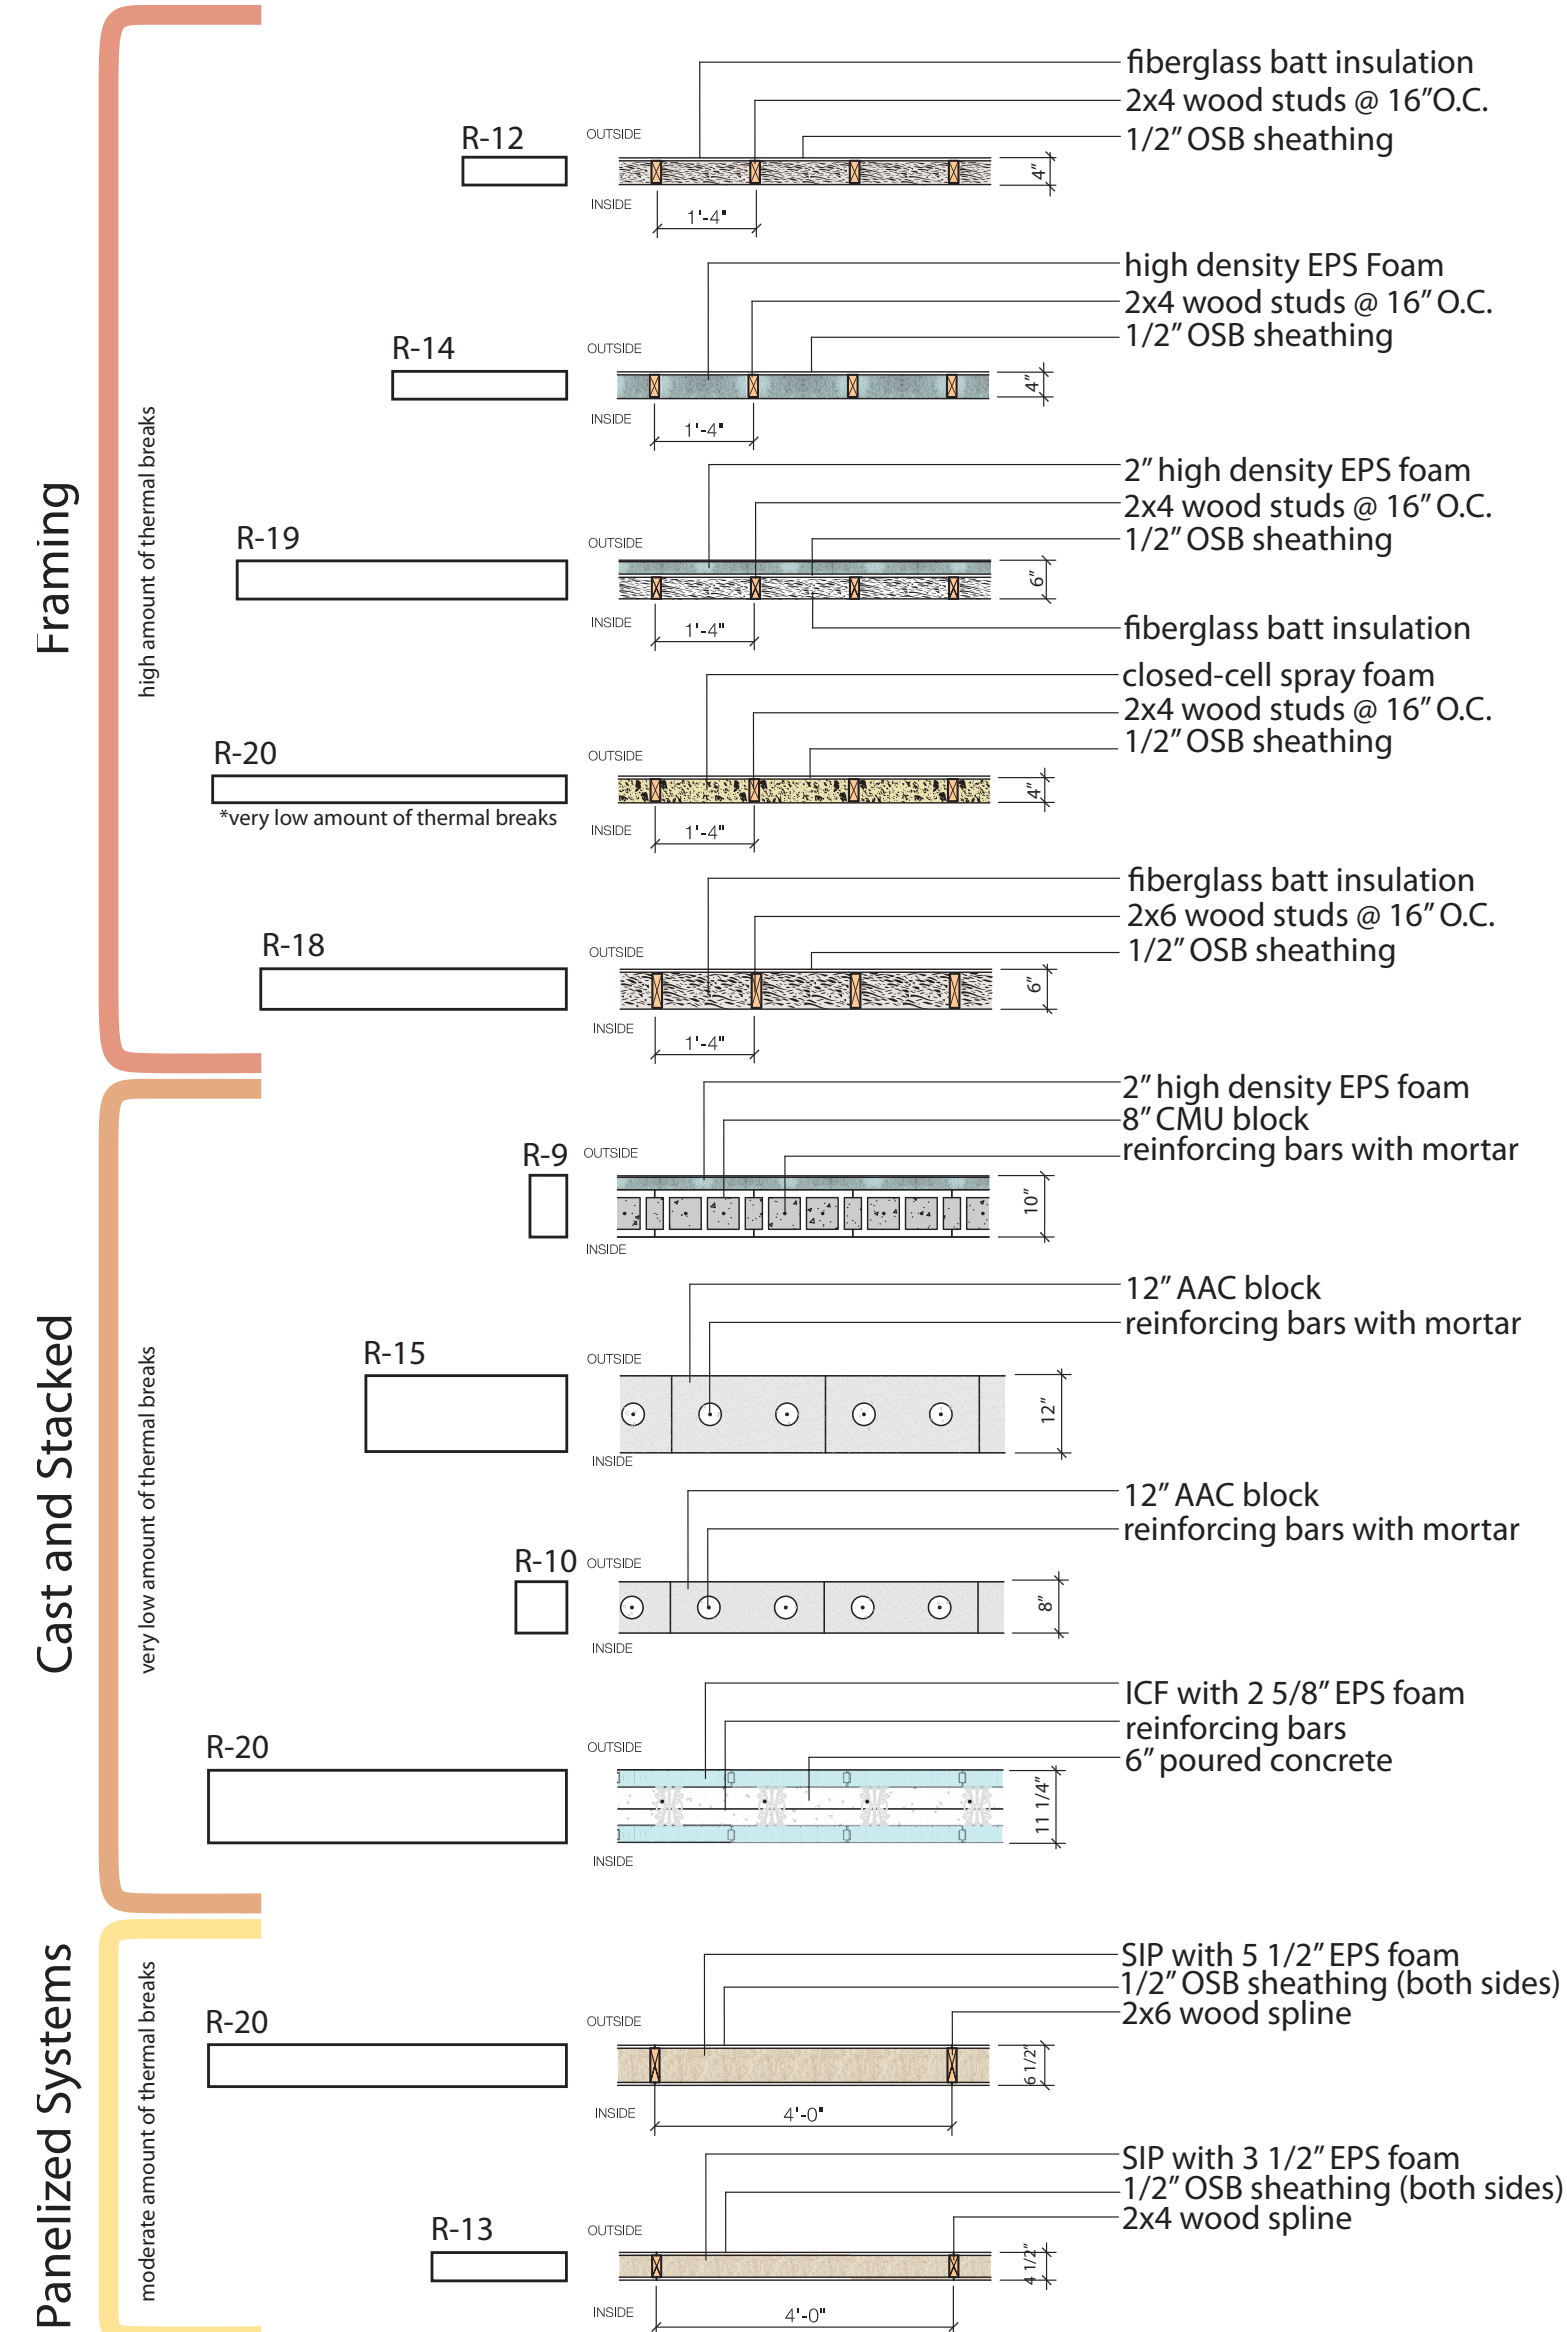 Framing
high amount of thermal breaks
fiberglass batt insulation
2x4 wood studs @ 16” O.C.
1/2” OSB sheathing
R-12
OUTSIDE
4”
INSIDE
1'-4"
high density EPS Foam
2x4 wood studs @ 16” O.C.
1/2” OSB sheathing
R-14
OUTSIDE
4”
INSIDE
1'-4"
2” high density EPS foam
2x4 wood studs @ 16” O.C.
1/2” OSB sheathing
R-19
OUTSIDE
6”
INSIDE
1'-4"
fiberglass batt insulation
closed-cell spray foam
2x4 wood studs @ 16” O.C.
1/2” OSB sheathing
R-20
OUTSIDE
4”
*very low amount of thermal breaks
INSIDE
1'-4"
fiberglass batt insulation
2x6 wood studs @ 16” O.C.
1/2” OSB sheathing
R-18
OUTSIDE
6”
INSIDE
1'-4"
Cast and Stacked
very low amount of thermal breaks
2” high density EPS foam
8” CMU block
reinforcing bars with mortar
R-9
OUTSIDE
10”
INSIDE
12” AAC block
reinforcing bars with mortar
R-15
OUTSIDE
12”
INSIDE
12” AAC block
reinforcing bars with mortar
R-10
OUTSIDE
8”
INSIDE
ICF with 2 5/8” EPS foam
reinforcing bars
6” poured concrete
R-20
OUTSIDE
11 1/4”
INSIDE
Panelized Systems
moderate amount of thermal breaks
SIP with 5 1/2” EPS foam
1/2” OSB sheathing (both sides)
2x6 wood spline
R-20
OUTSIDE
6 1/2”
INSIDE
4'-0"
SIP with 3 1/2” EPS foam
1/2” OSB sheathing (both sides)
2x4 wood spline
R-13
OUTSIDE
4 1/2”
INSIDE
4'-0"